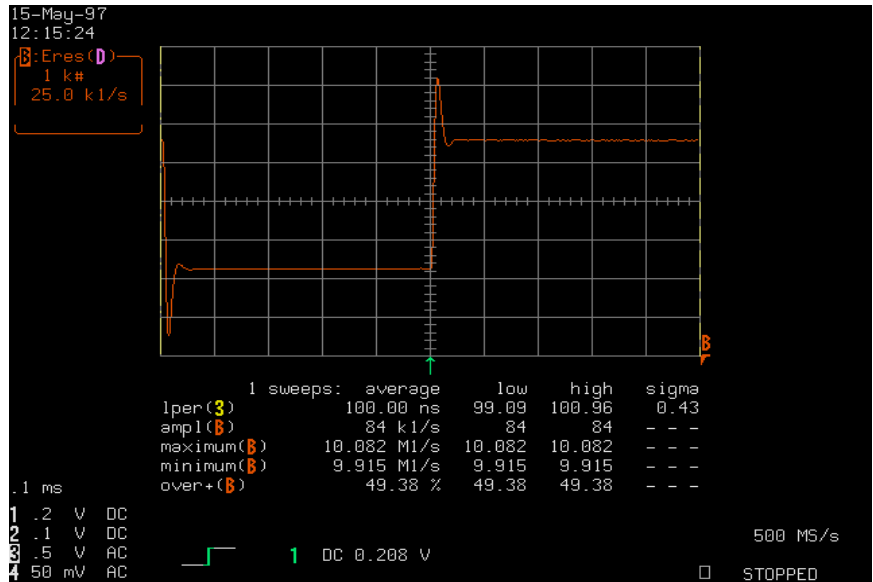 15-May-97
12:15:24
B:Eres(D)
1 k#
25.0 k1/s
B
1 sweeps: average low high sigma
lper(3) 100.00 ns 99.09 100.96 0.43
ampl(B) 84 k1/s 84 84 - - -
maximum(B) 10.082 M1/s 10.082 10.082 - - -
minimum(B) 9.915 M1/s 9.915 9.915 - - -
over+(B) 49.38 % 49.38 49.38 - - -
.1 ms
1 .2 V DC
2 .1 V DC
3 .5 V AC
4 50 mV AC
1 DC 0.208 V
500 MS/s
STOPPED